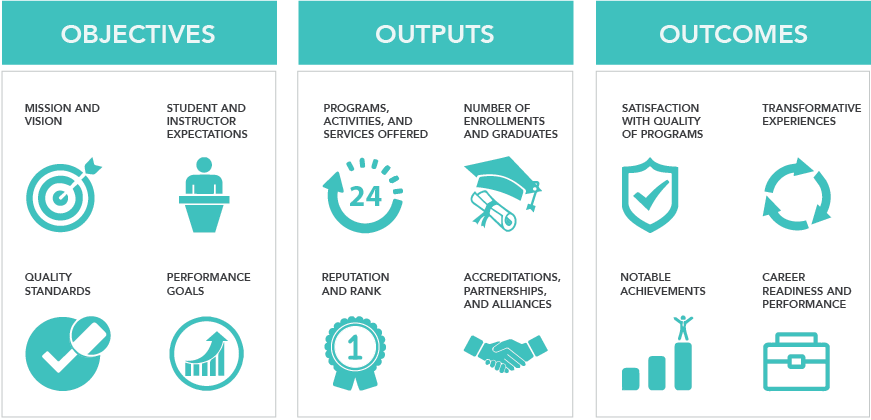 OBJECTIVES
MISSION AND
VISION
STUDENT AND
INSTRUCTOR
EXPECTATIONS
QUALITY
STANDARDS
PERFORMANCE
GOALS
OUTPUTS
PROGRAMS,
ACTIVITIES, AND
SERVICES OFFERED
24
NUMBER OF
ENROLLMENTS
AND GRADUATES
REPUTATION
AND RANK
1
ACCREDITATIONS,
PARTNERSHIPS,
AND ALLIANCES
OUTCOMES
SATISFACTION
WITH QUALITY
OF PROGRAMS
TRANSFORMATIVE
EXPERIENCES
NOTABLE
ACHIEVEMENTS
CAREER
READINESS AND
PERFORMANCE